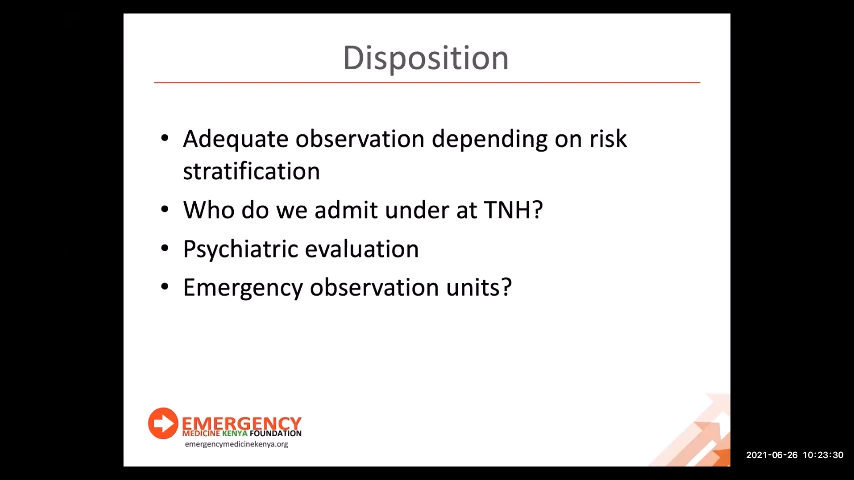 Disposition
• Adequate observation depending on risk
stratification
• Who do we admit under at TNH?
• Psychiatric evaluation
• Emergency observation units?
EMERGENCY
MEDICINE KENYA FOUNDATION
emergencymedicinekenya.org
2021-06-26 10:23:30